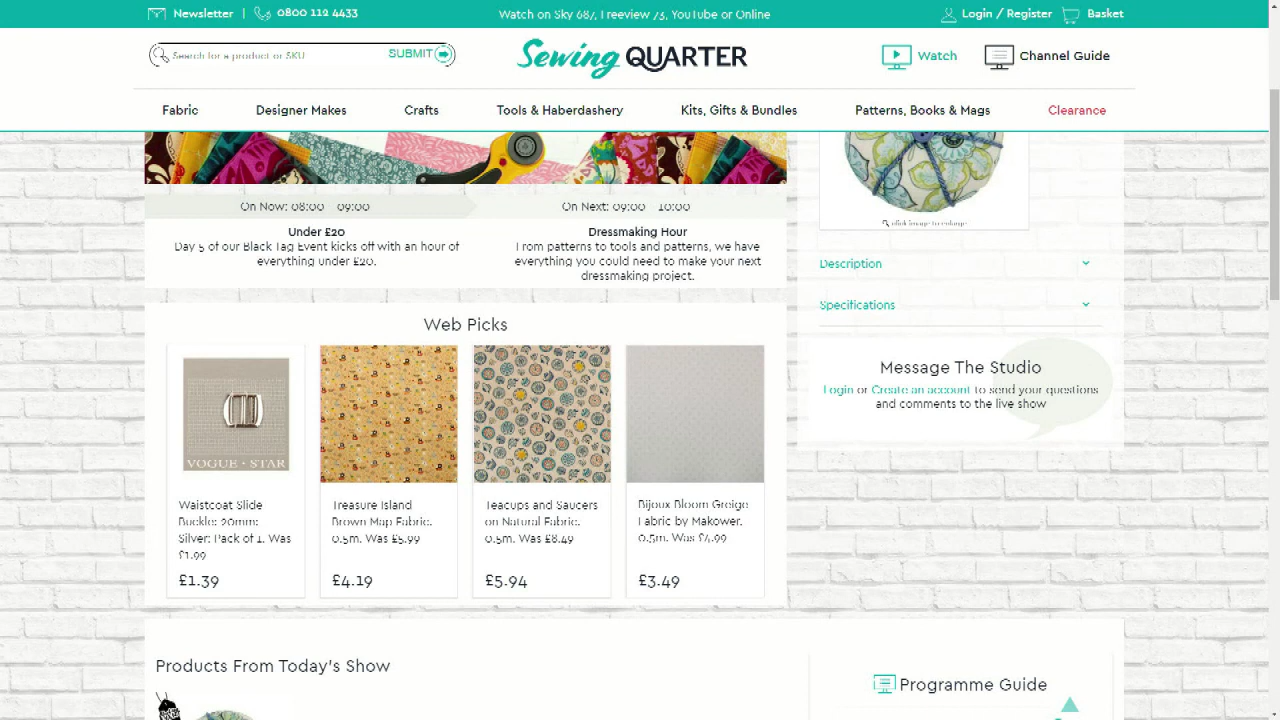 Newsletter | 0800 112 4433
Watch on Sky 687, Freeview 73, YouTube or Online
Login / Register
Basket
Search for a product or SKU
SUBMIT
Sewing QUARTER
Watch
Channel Guide
Fabric
Designer Makes
Crafts
Tools & Haberdashery
Kits, Gifts & Bundles
Patterns, Books & Mags
Clearance
On Now: 08:00 - 09:00
Under £20
Day 5 of our Black Tag Event kicks off with an hour of
everything under £20.
On Next: 09:00 - 10:00
Dressmaking Hour
From patterns to tools and patterns, we have
everything you could need to make your next
dressmaking project.
click image to enlarge
Description
Specifications
Message The Studio
Login or Create an account to send your questions
and comments to the live show
Web Picks
VOGUE • STAR
Waistcoat Slide
Buckle: 20mm:
Silver: Pack of 1. Was
£1.99
£1.39
Treasure Island
Brown Map Fabric.
0.5m. Was £5.99
£4.19
Teacups and Saucers
on Natural Fabric.
0.5m. Was £8.49
£5.94
Bijoux Bloom Greige
Fabric by Makower.
0.5m. Was £4.99
£3.49
Products From Today's Show
Programme Guide